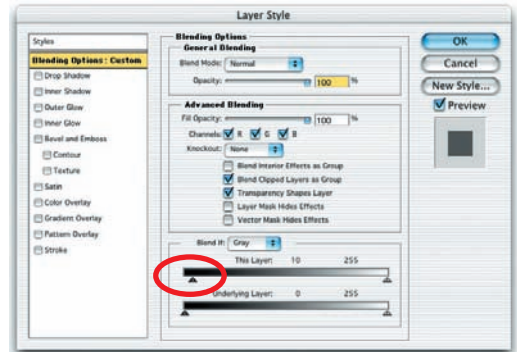 Layer Style
Styles
Blending Options: Custom
Drop Shadow
Inner Shadow
Outer Glow
Inner Glow
Bevel and Emboss
Contour
Texture
Satin
Color Overlay
Gradient Overlay
Pattern Overlay
Stroke
Blending Options
General Blending
Blend Mode: Normal
Opacity: 100 %
Advanced Blending
Fill Opacity: 100 %
Channels: R G B
Knockout: None
Blend Interior Effects as Group
Blend Clipped Layers as Group
Transparency Shapes Layer
Layer Mask Hides Effects
Vector Mask Hides Effects
Blend If: Gray
This Layer: 10 255
Underlying Layer: 0 255
OK
Cancel
New Style...
Preview